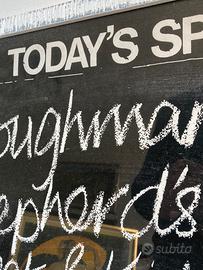 TODAY'S SP
oughman
epherd's
subito